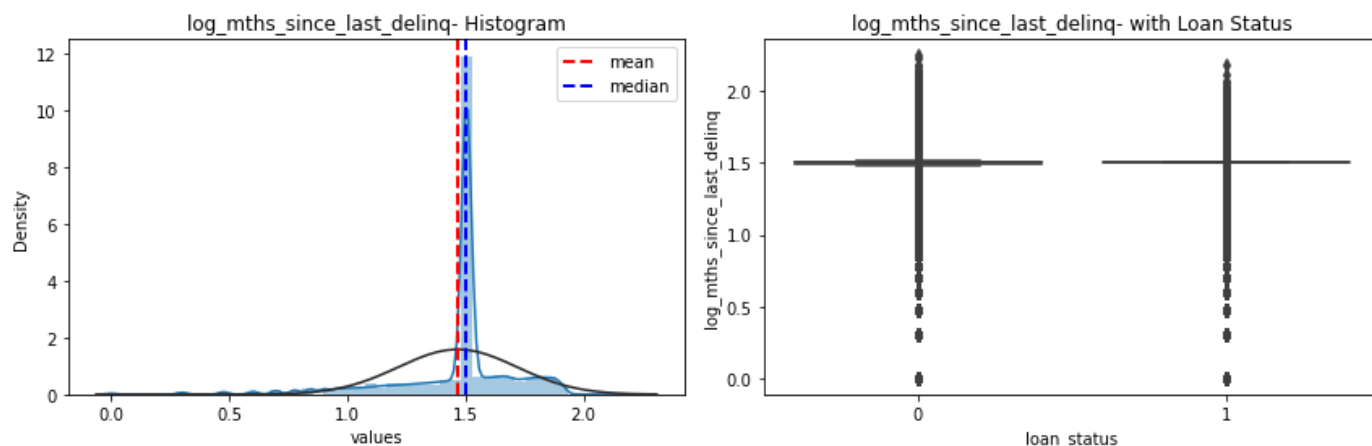 log_mths_since_last_delinq- Histogram
12
10
8
6
4
2
0
Density
mean
median
0.0 0.5 1.0 1.5 2.0
values
log_mths_since_last_delinq- with Loan Status
2.0
1.5
1.0
0.5
0.0
log_mths_since_last_delinq
0 1
loan_status